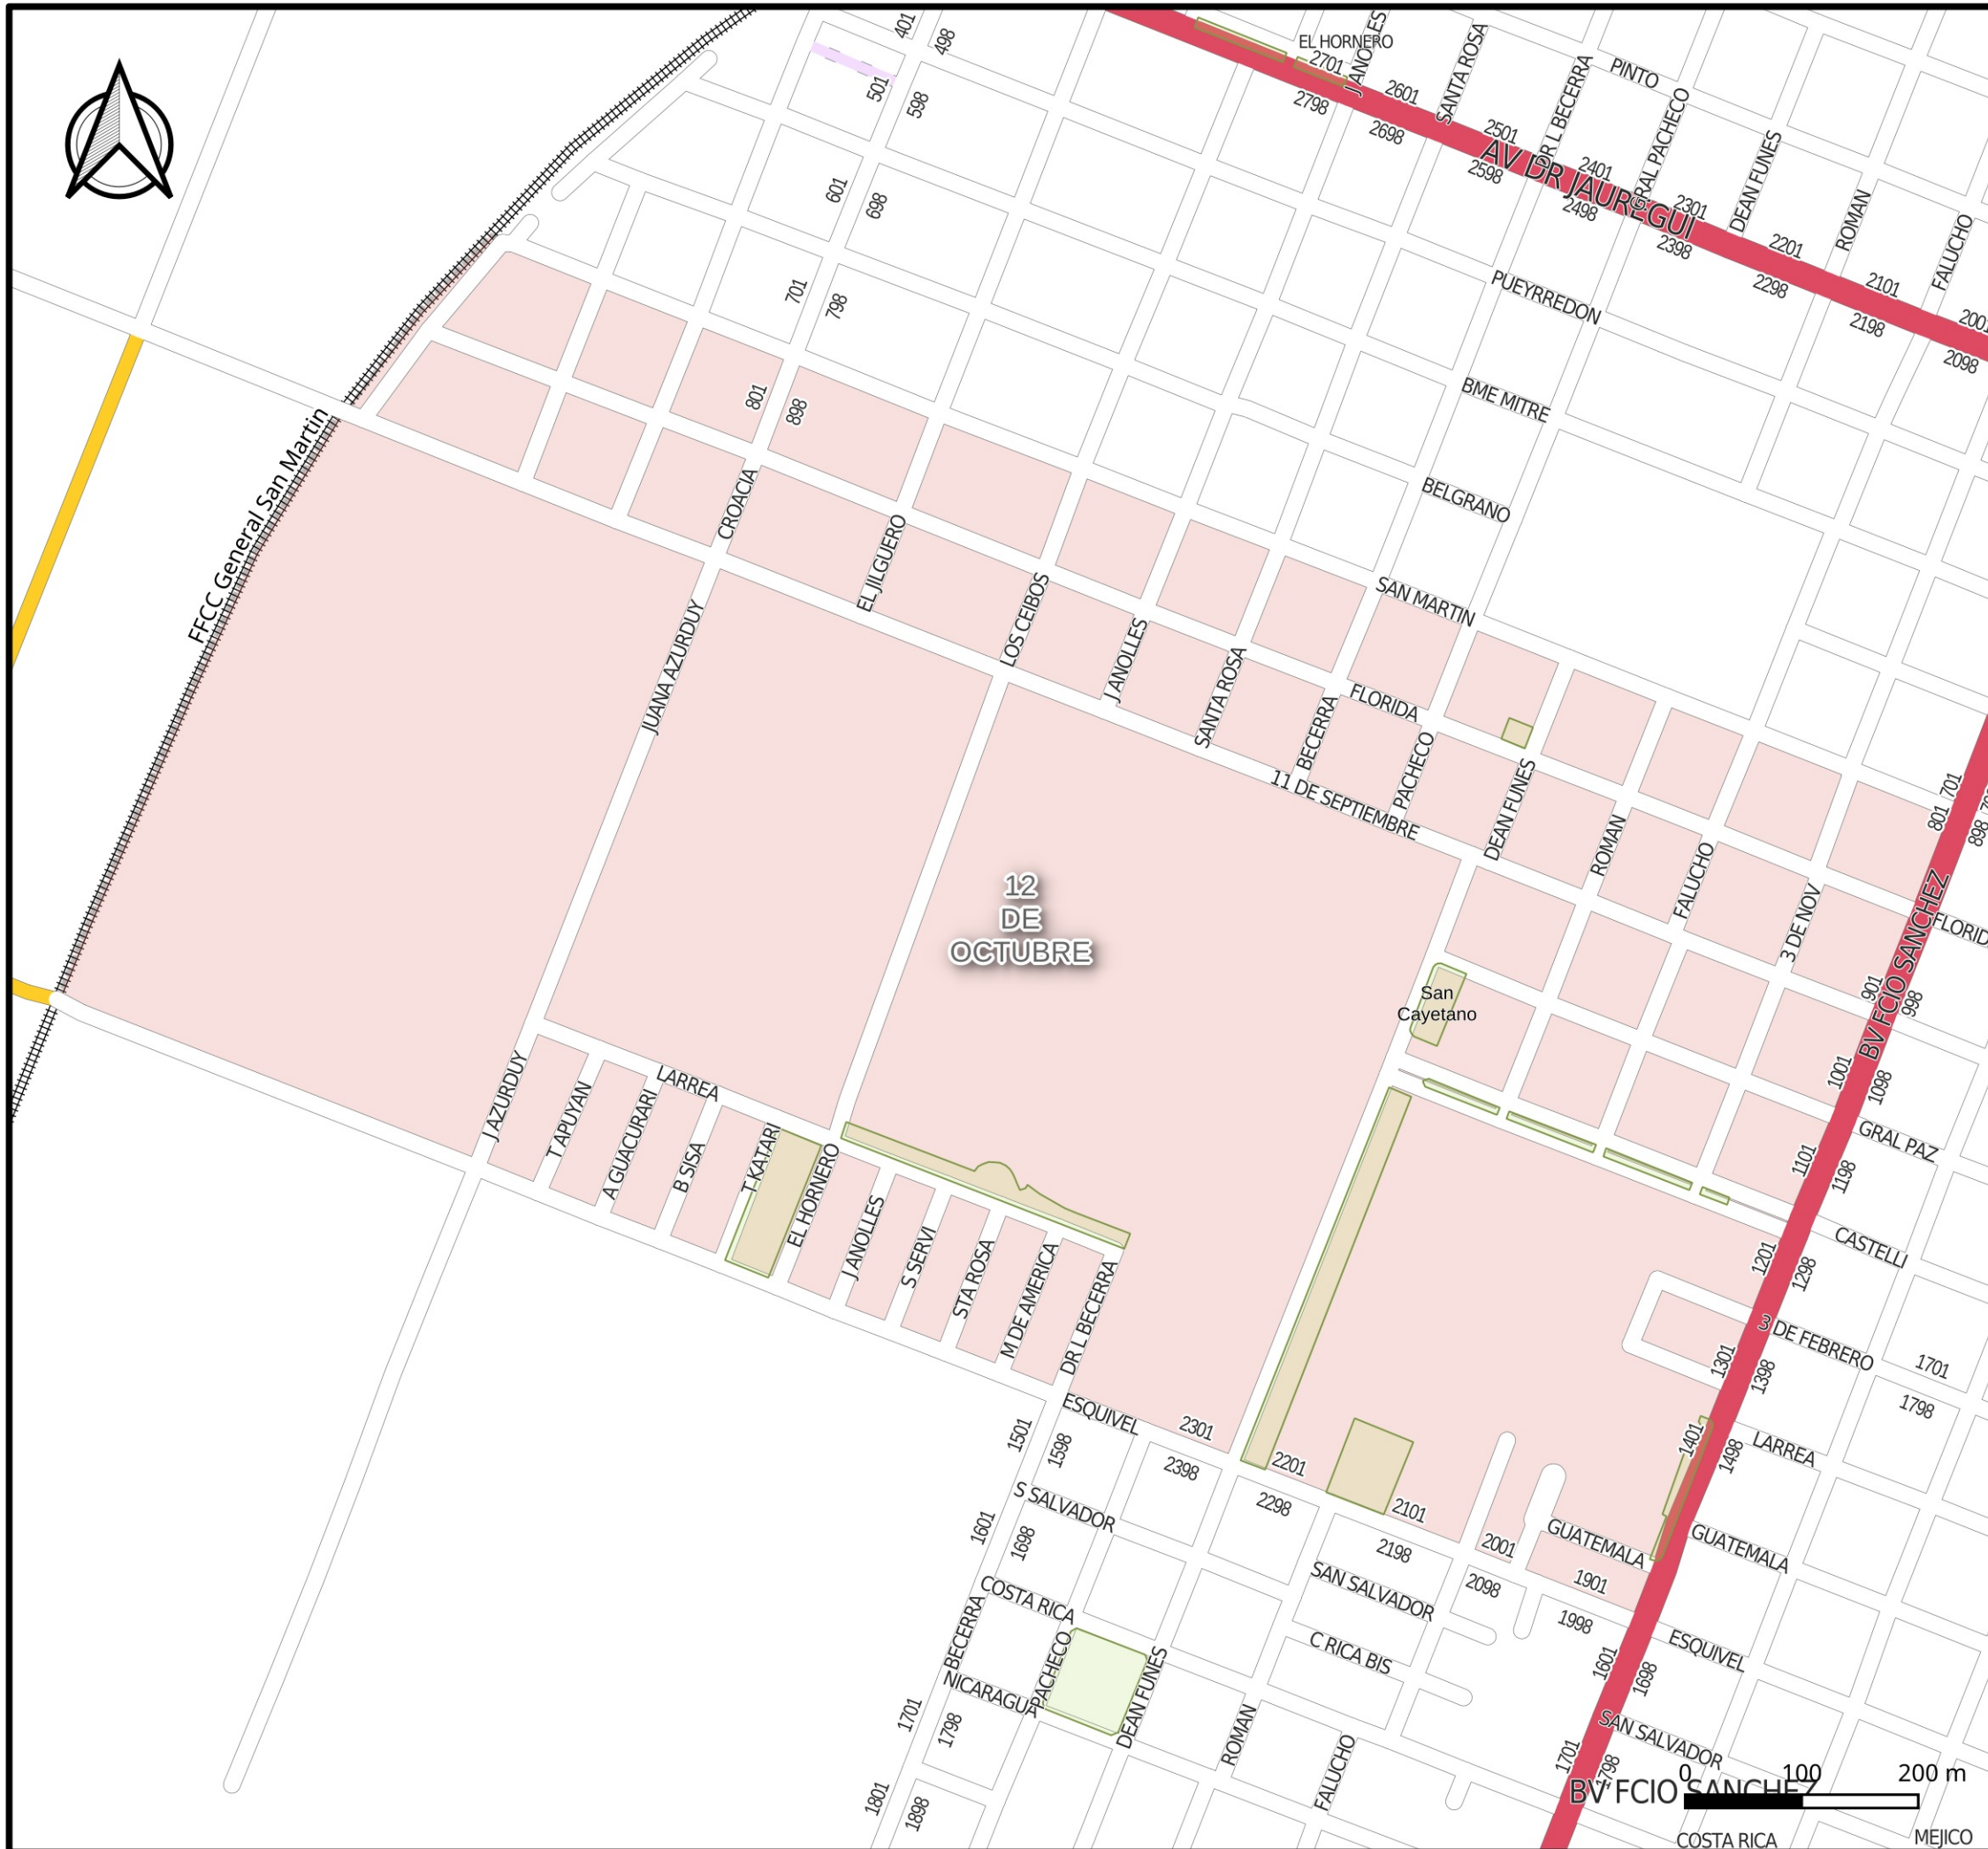 401
498
EL HORNERO
J ANOLLES
SANTA ROSA
2701
PINTO
501
598
2798
2601
DR L BECERRA
GRAL PACHECO
2698
2501
AV DR JAUREGUI
2598
2401
DEAN FUNES
601
698
2498
2301
ROMAN
FALUCHO
2398
2201
701
798
PUEYRREDON
2298
2101
2198
2001
2098
801
898
BME MITRE
FFCC General San Martin
CROACIA
BELGRANO
EL JILGUERO
LOS CEIBOS
SAN MARTIN
JUANA AZURDUY
J ANOLLES
SANTA ROSA
FLORIDA
BECERRA
PACHECO
11 DE SEPTIEMBRE
DEAN FUNES
701
801
898
ROMAN
FALUCHO
3 DE NOV
12
DE
OCTUBRE
BV FCIO SANCHEZ
FLORID
901
998
San
Cayetano
1001
1098
J AZURDUY
T APUYAN
LARREA
A GUACURARI
B SISA
T KATARI
EL HORNERO
J ANOLLES
S SERVI
STA ROSA
M DE AMERICA
DR L BECERRA
GRAL PAZ
1101
1198
CASTELLI
1201
1298
3 DE FEBRERO
1301
1398
1701
1798
ESQUIVEL
2301
1501
1598
2398
2201
2298
1401
1498
LARREA
S SALVADOR
2101
2198
2001
2098
GUATEMALA
GUATEMALA
1901
1998
1601
1698
SAN SALVADOR
COSTA RICA
C RICA BIS
ESQUIVEL
BECERRA
PACHECO
NICARAGUA
DEAN FUNES
1601
1698
ROMAN
FALUCHO
1701
1798
SAN SALVADOR
1701
1798
1801
1898
BV FCIO SANCHEZ
0 100 200 m
COSTA RICA
MEJICO